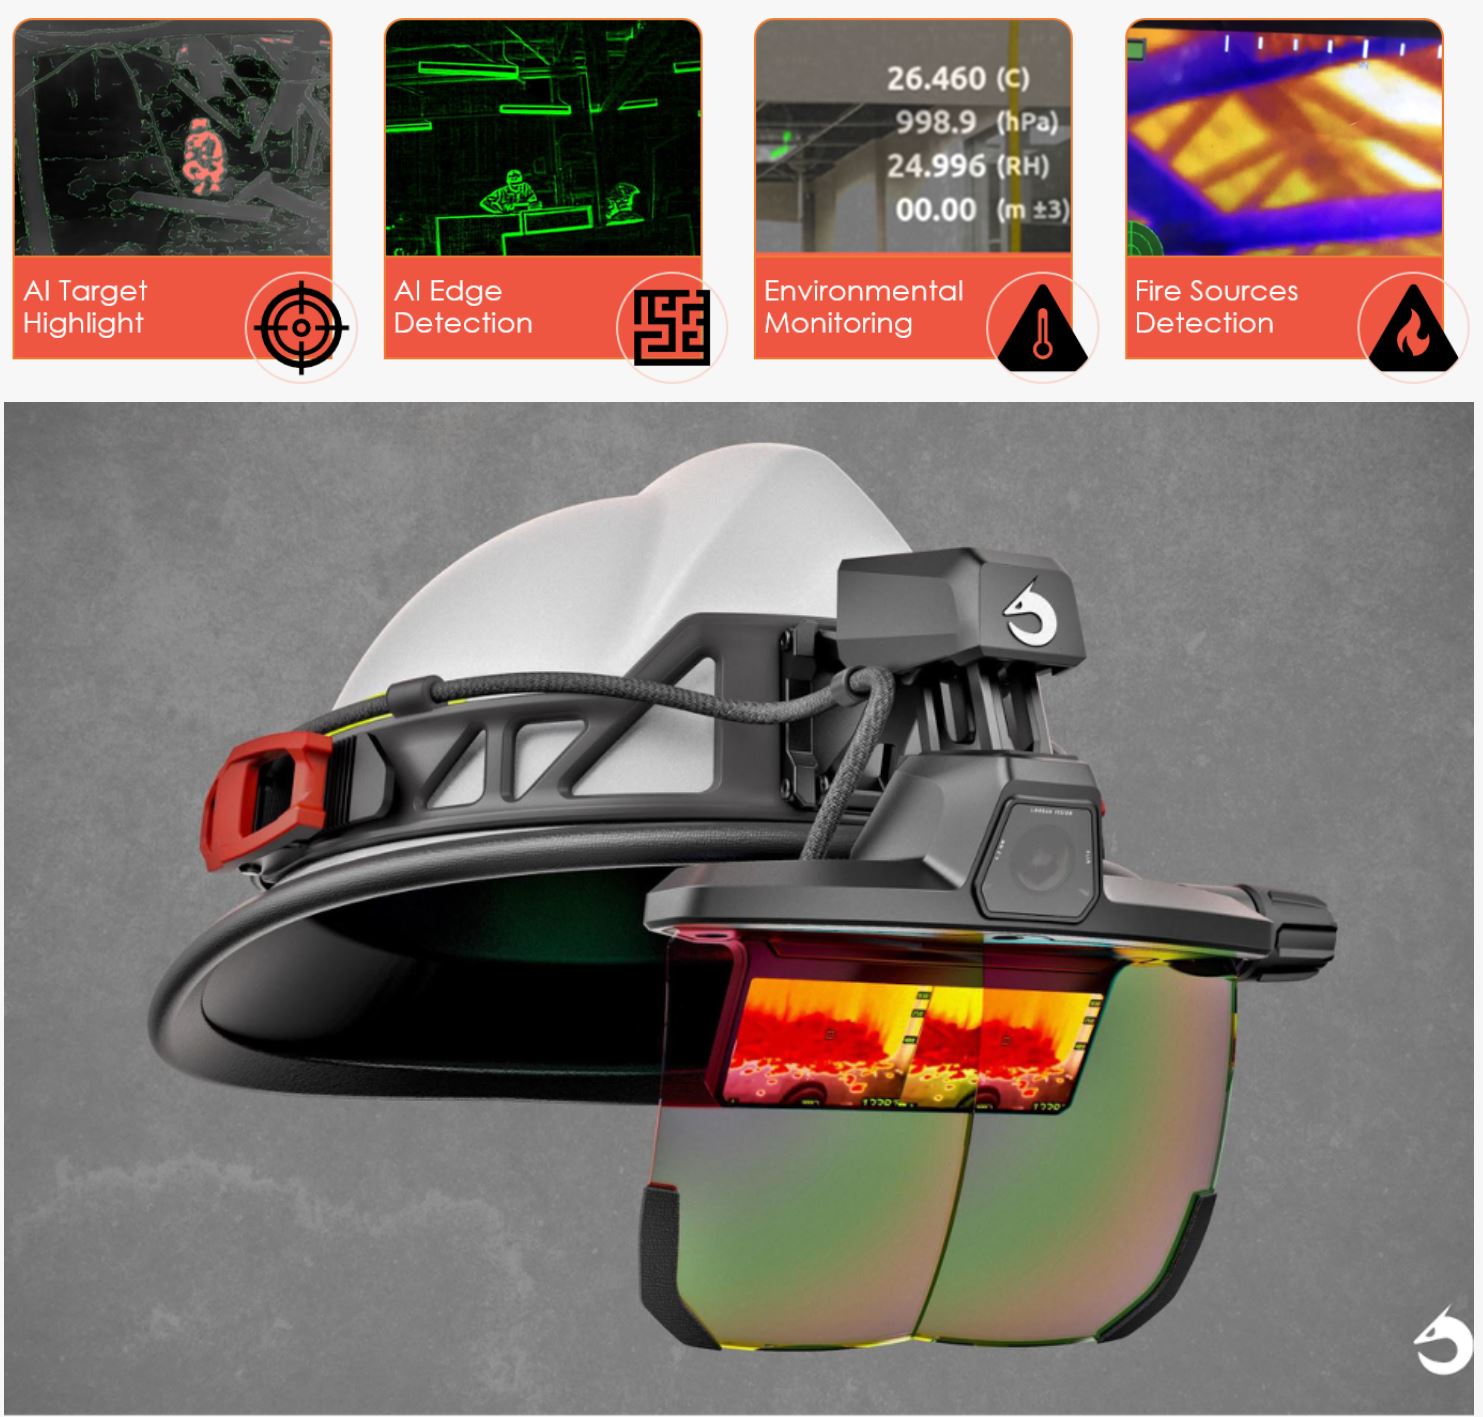 26.460 (C)
998.9 (hPa)
24.996 (RH)
00.00 (m ±3)
AI Target
Highlight
AI Edge
Detection
Environmental
Monitoring
Fire Sources
Detection